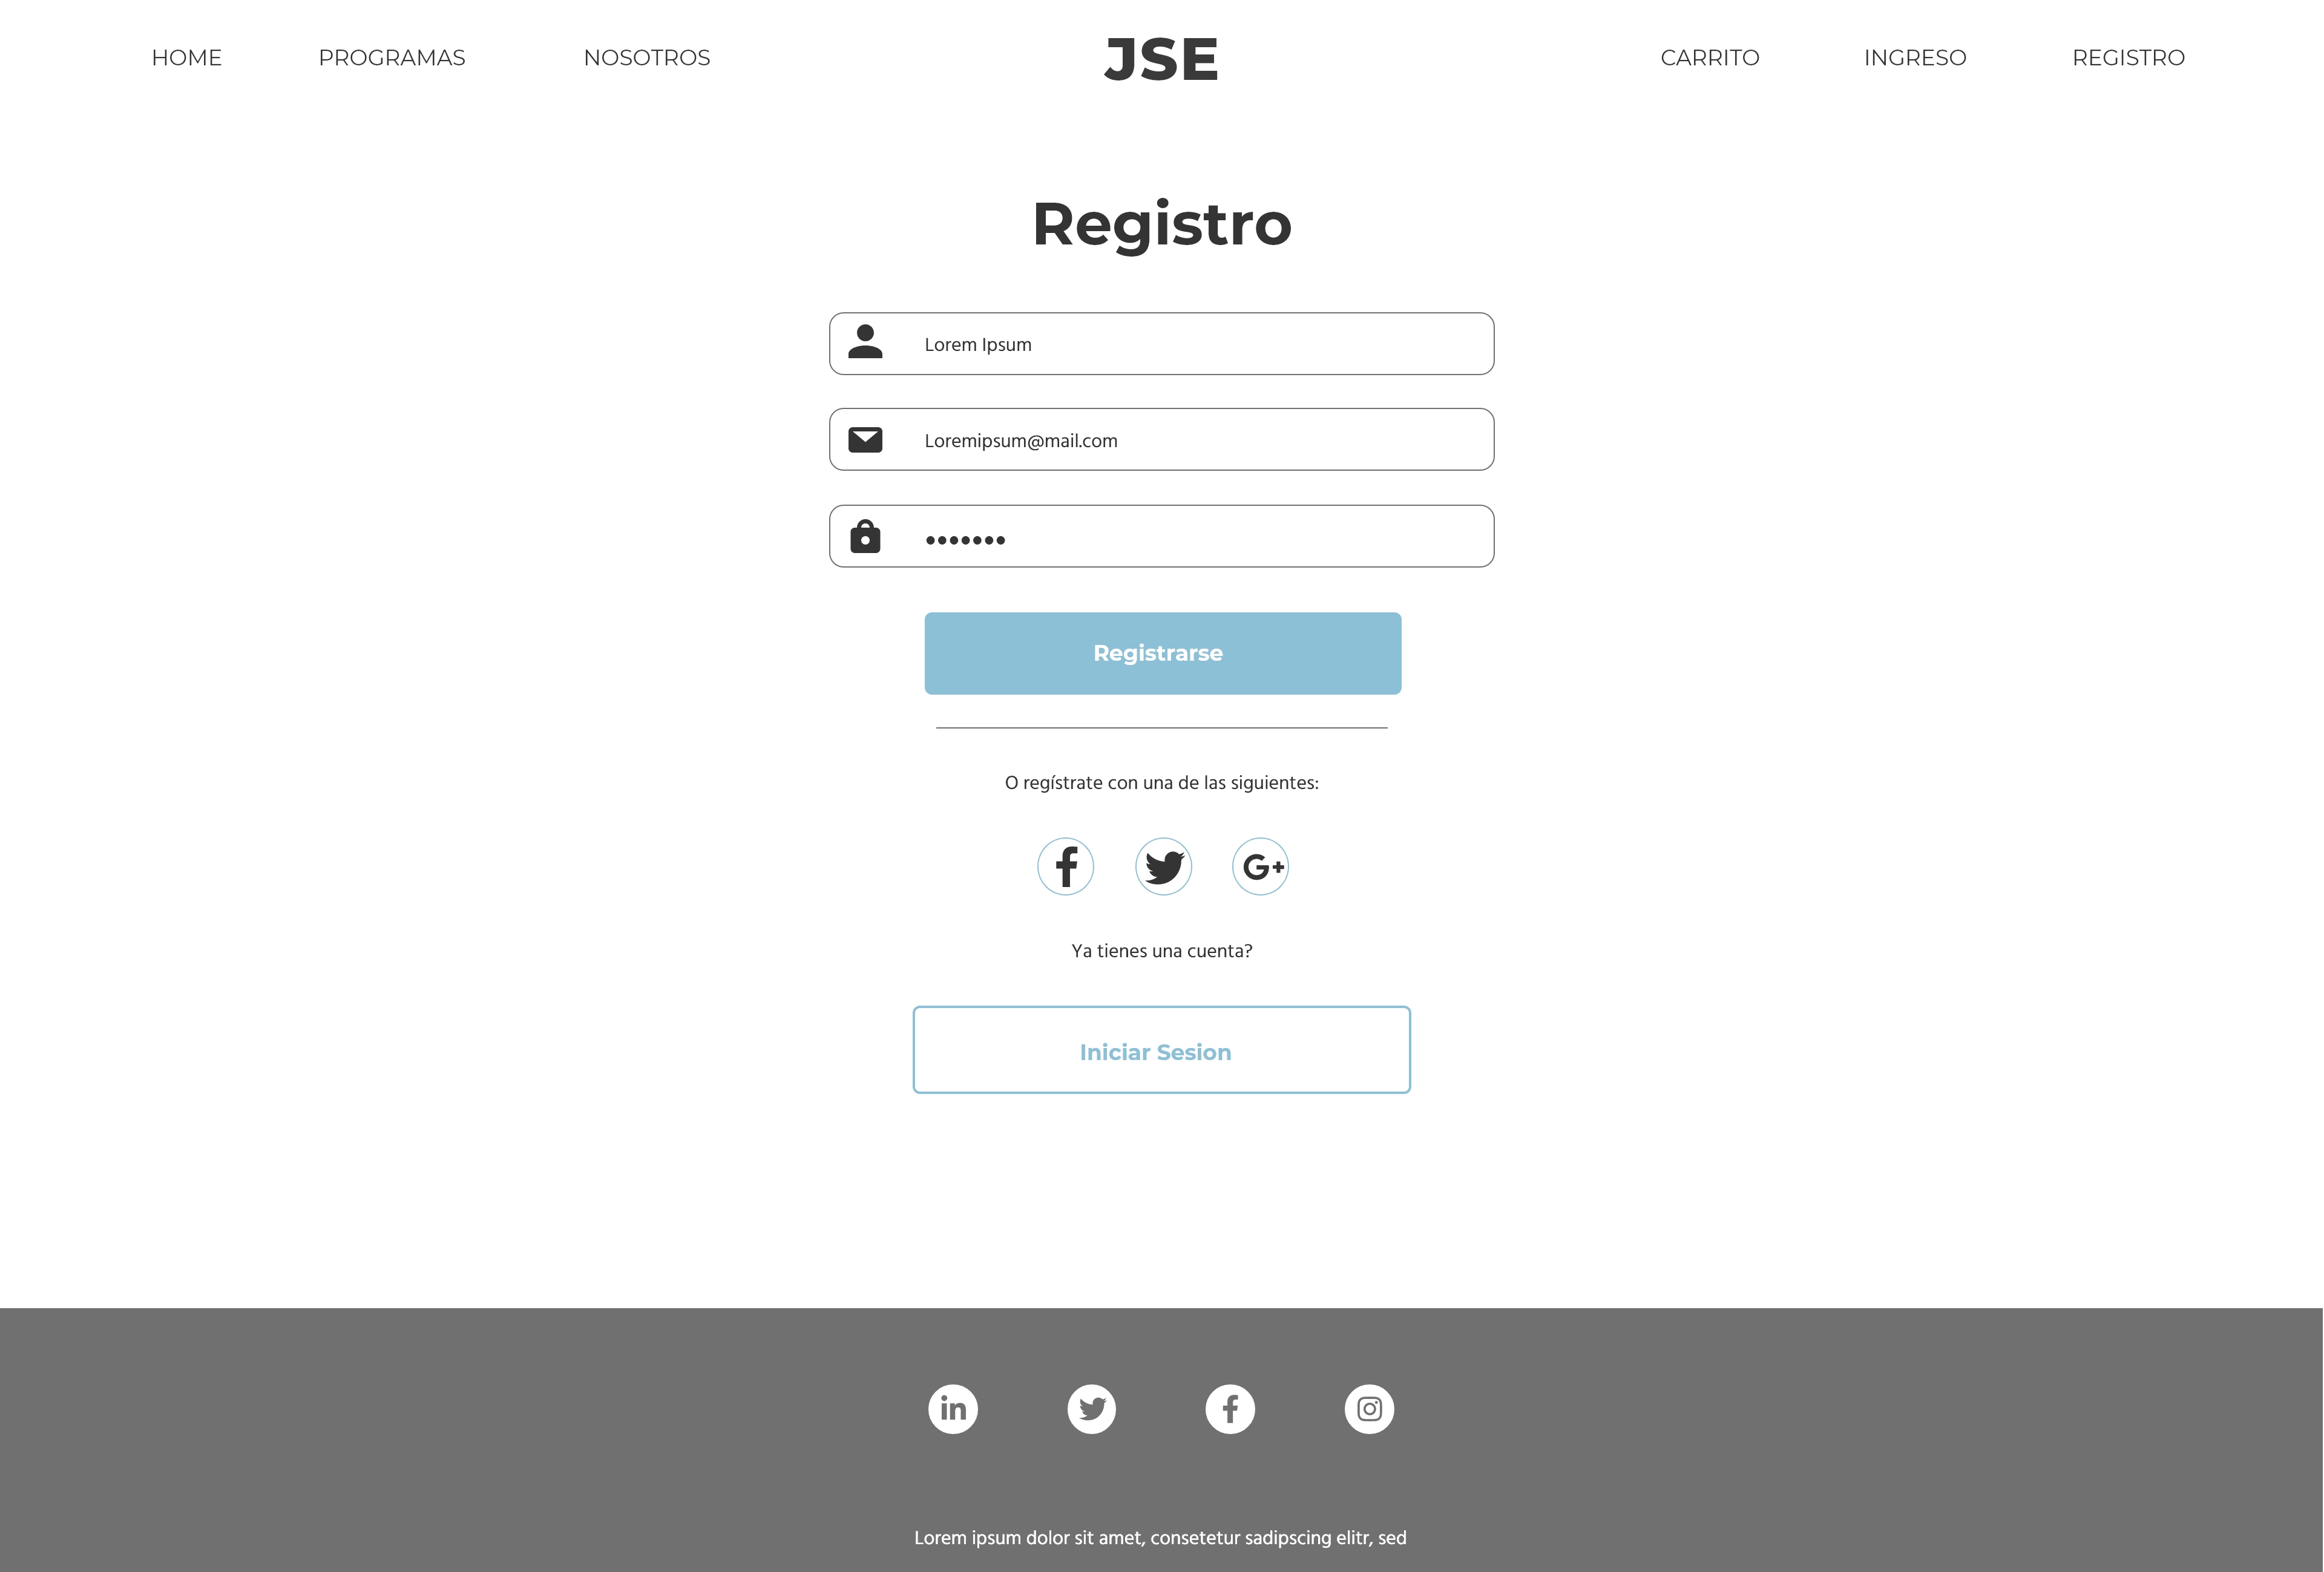 HOME PROGRAMAS NOSOTROS JSE CARRITO INGRESO REGISTRO
Registro
Lorem Ipsum
Loremipsum@mail.com
•••••••
Registrarse
O regístrate con una de las siguientes:
f G+
Ya tienes una cuenta?
Iniciar Sesion
in f
Lorem ipsum dolor sit amet, consetetur sadipscing elitr, sed